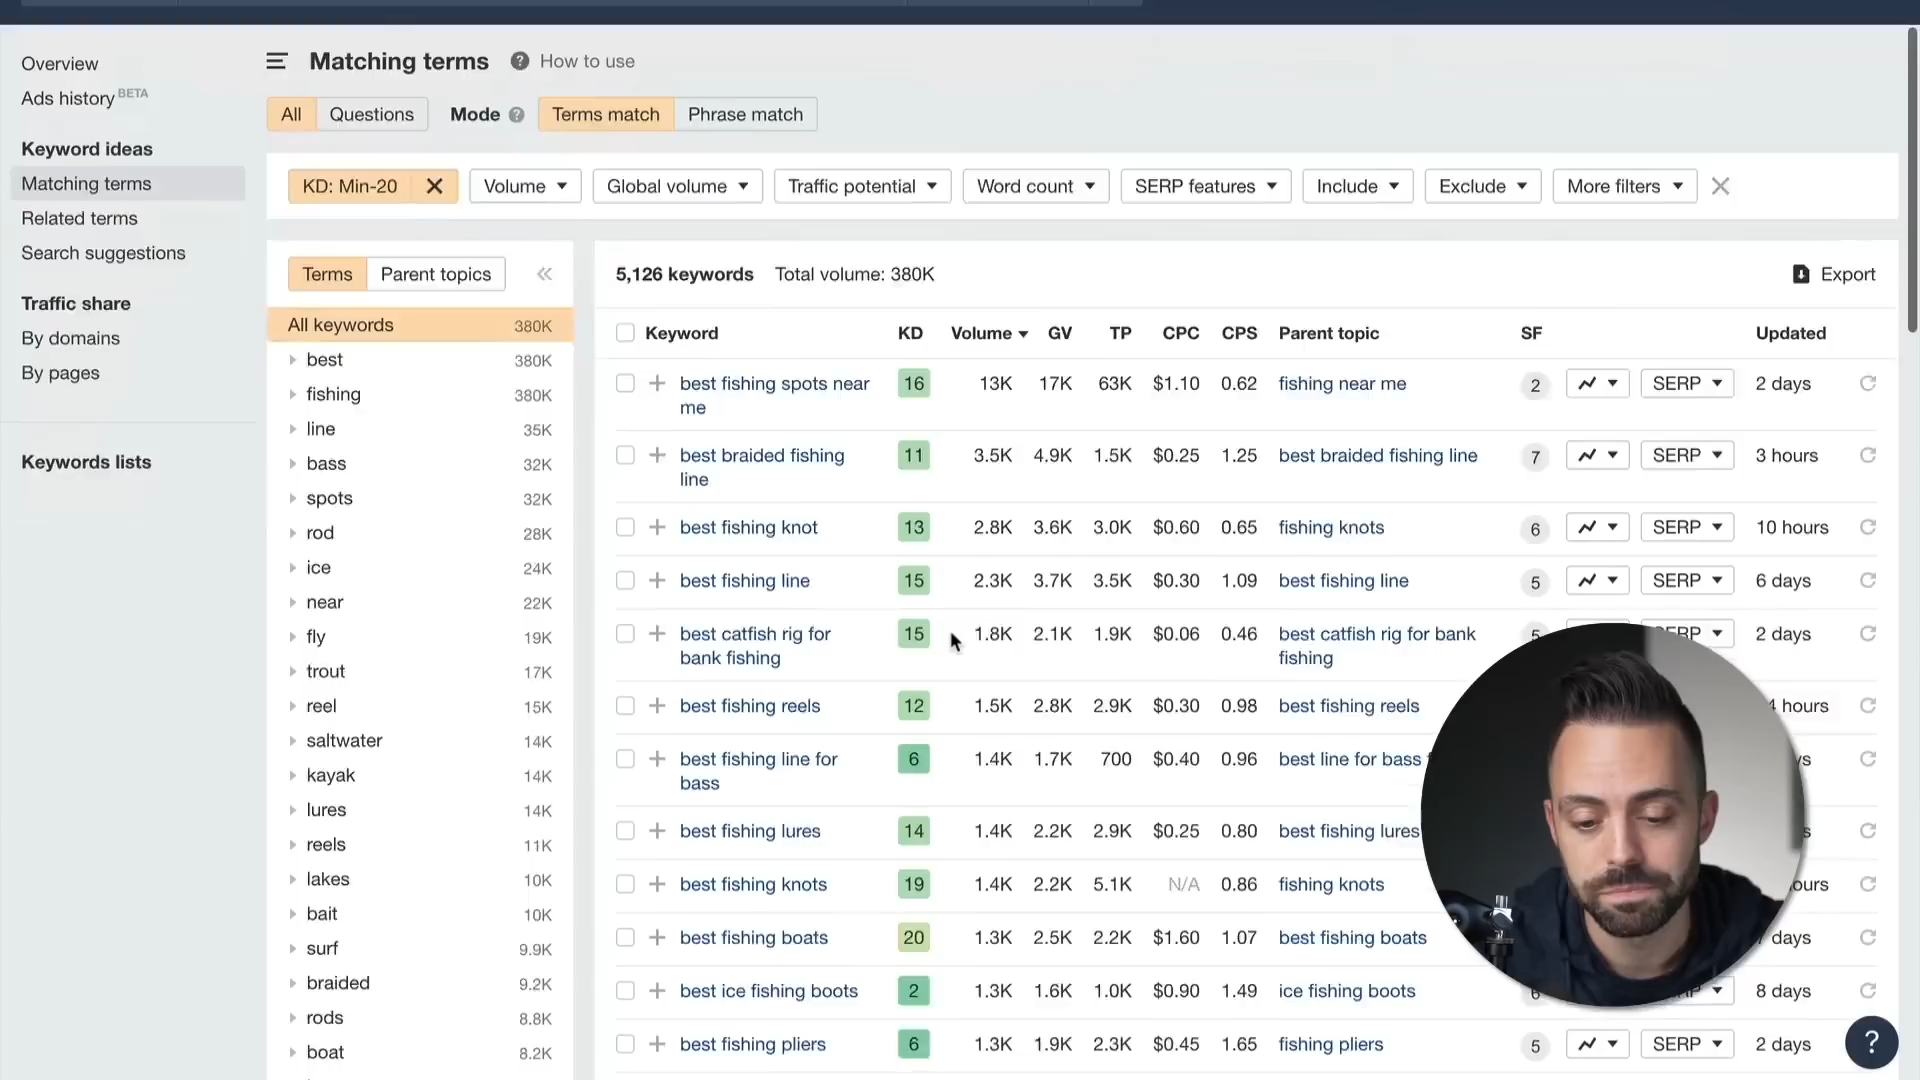 Overview
Ads history BETA
Keyword ideas
Matching terms
Related terms
Search suggestions
Traffic share
By domains
By pages
Keywords lists
Matching terms ? How to use
All Questions Mode ? Terms match Phrase match
KD: Min-20 Volume Global volume Traffic potential Word count SERP features Include Exclude More filters
Terms Parent topics
All keywords 380K
best 380K
fishing 380K
line 35K
bass 32K
spots 32K
rod 28K
ice 24K
near 22K
fly 19K
trout 17K
reel 15K
saltwater 14K
kayak 14K
lures 14K
reels 11K
lakes 10K
bait 10K
surf 9.9K
braided 9.2K
rods 8.8K
boat 8.2K
5,126 keywords Total volume: 380K Export
Keyword KD Volume GV TP CPC CPS Parent topic SF Updated
best fishing spots near 16 13K 17K 63K $1.10 0.62 fishing near me 2 SERP 2 days
me
best braided fishing 11 3.5K 4.9K 1.5K $0.25 1.25 best braided fishing line 7 SERP 3 hours
line
best fishing knot 13 2.8K 3.6K 3.0K $0.60 0.65 fishing knots 6 SERP 10 hours
best fishing line 15 2.3K 3.7K 3.5K $0.30 1.09 best fishing line 5 SERP 6 days
best catfish rig for 15 1.8K 2.1K 1.9K $0.06 0.46 best catfish rig for bank 2 days
bank fishing fishing
best fishing reels 12 1.5K 2.8K 2.9K $0.30 0.98 best fishing reels hours
best fishing line for 6 1.4K 1.7K 700 $0.40 0.96 best line for bass
bass
best fishing lures 14 1.4K 2.2K 2.9K $0.25 0.80 best fishing lures
best fishing knots 19 1.4K 2.2K 5.1K N/A 0.86 fishing knots
best fishing boats 20 1.3K 2.5K 2.2K $1.60 1.07 best fishing boats days
best ice fishing boots 2 1.3K 1.6K 1.0K $0.90 1.49 ice fishing boots 8 days
best fishing pliers 6 1.3K 1.9K 2.3K $0.45 1.65 fishing pliers 5 SERP 2 days
?